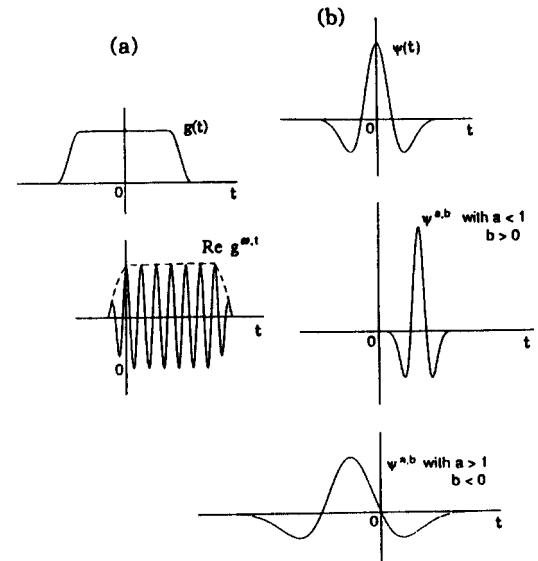 (a)
g(t)
0
t
Re g^ω,t
t
0
(b)
ψ(t)
0
t
ψ^a,b with a < 1
b > 0
0
t
ψ^a,b with a > 1
b < 0
0
t